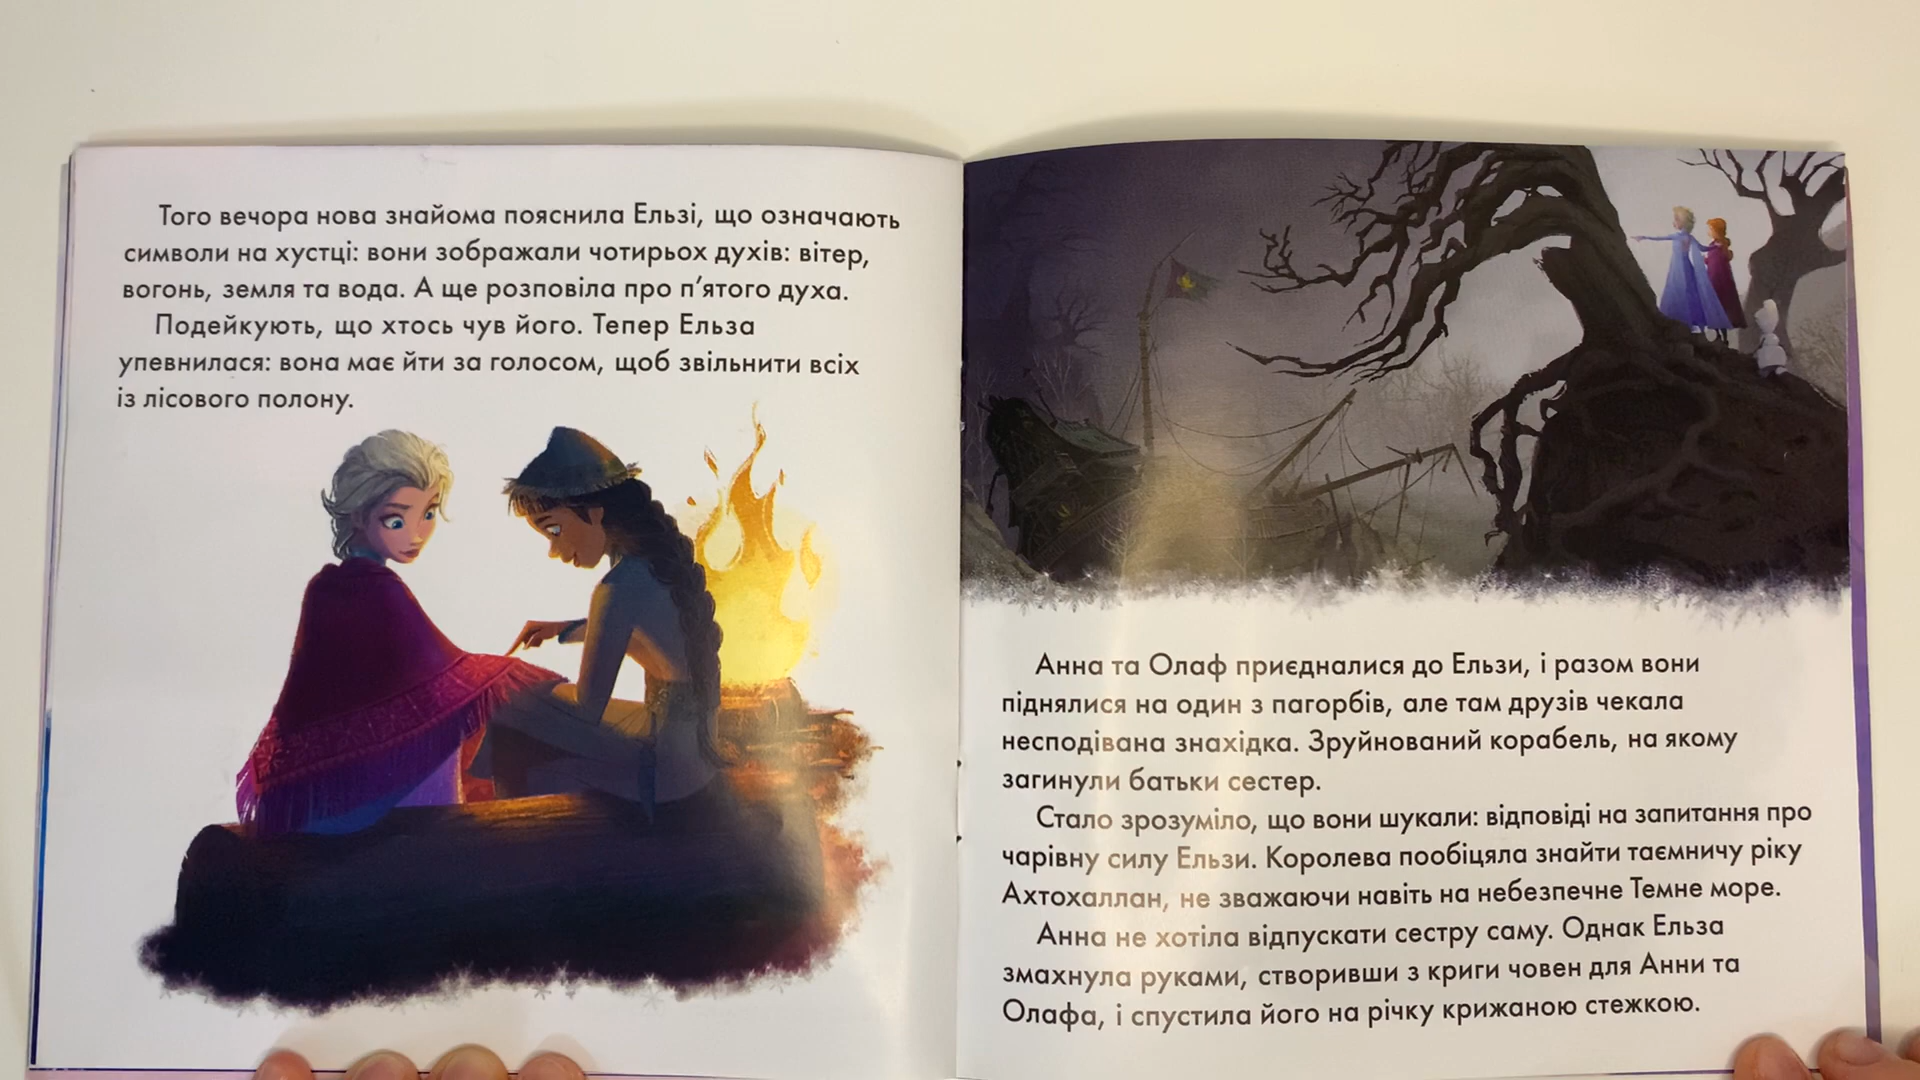 Того вечора нова знайома пояснила Ельзі, що означають
символи на хустці: вони зображали чотирьох духів: вітер,
вогонь, земля та вода. А ще розповіла про п’ятого духа.
Подейкують, що хтось чув його. Тепер Ельза
упевнилася: вона має йти за голосом, щоб звільнити всіх
із лісового полону.
Анна та Олаф приєдналися до Ельзи, і разом вони
піднялися на один з пагорбів, але там друзів чекала
несподівана знахідка. Зруйнований корабель, на якому
загинули батьки сестер.
Стало зрозуміло, що вони шукали: відповіді на запитання про
чарівну силу Ельзи. Королева пообіцяла знайти таємничу ріку
Ахтохаллан, не зважаючи навіть на небезпечне Темне море.
Анна не хотіла відпускати сестру саму. Однак Ельза
змахнула руками, створивши з криги човен для Анни та
Олафа, і спустила його на річку крижаною стежкою.